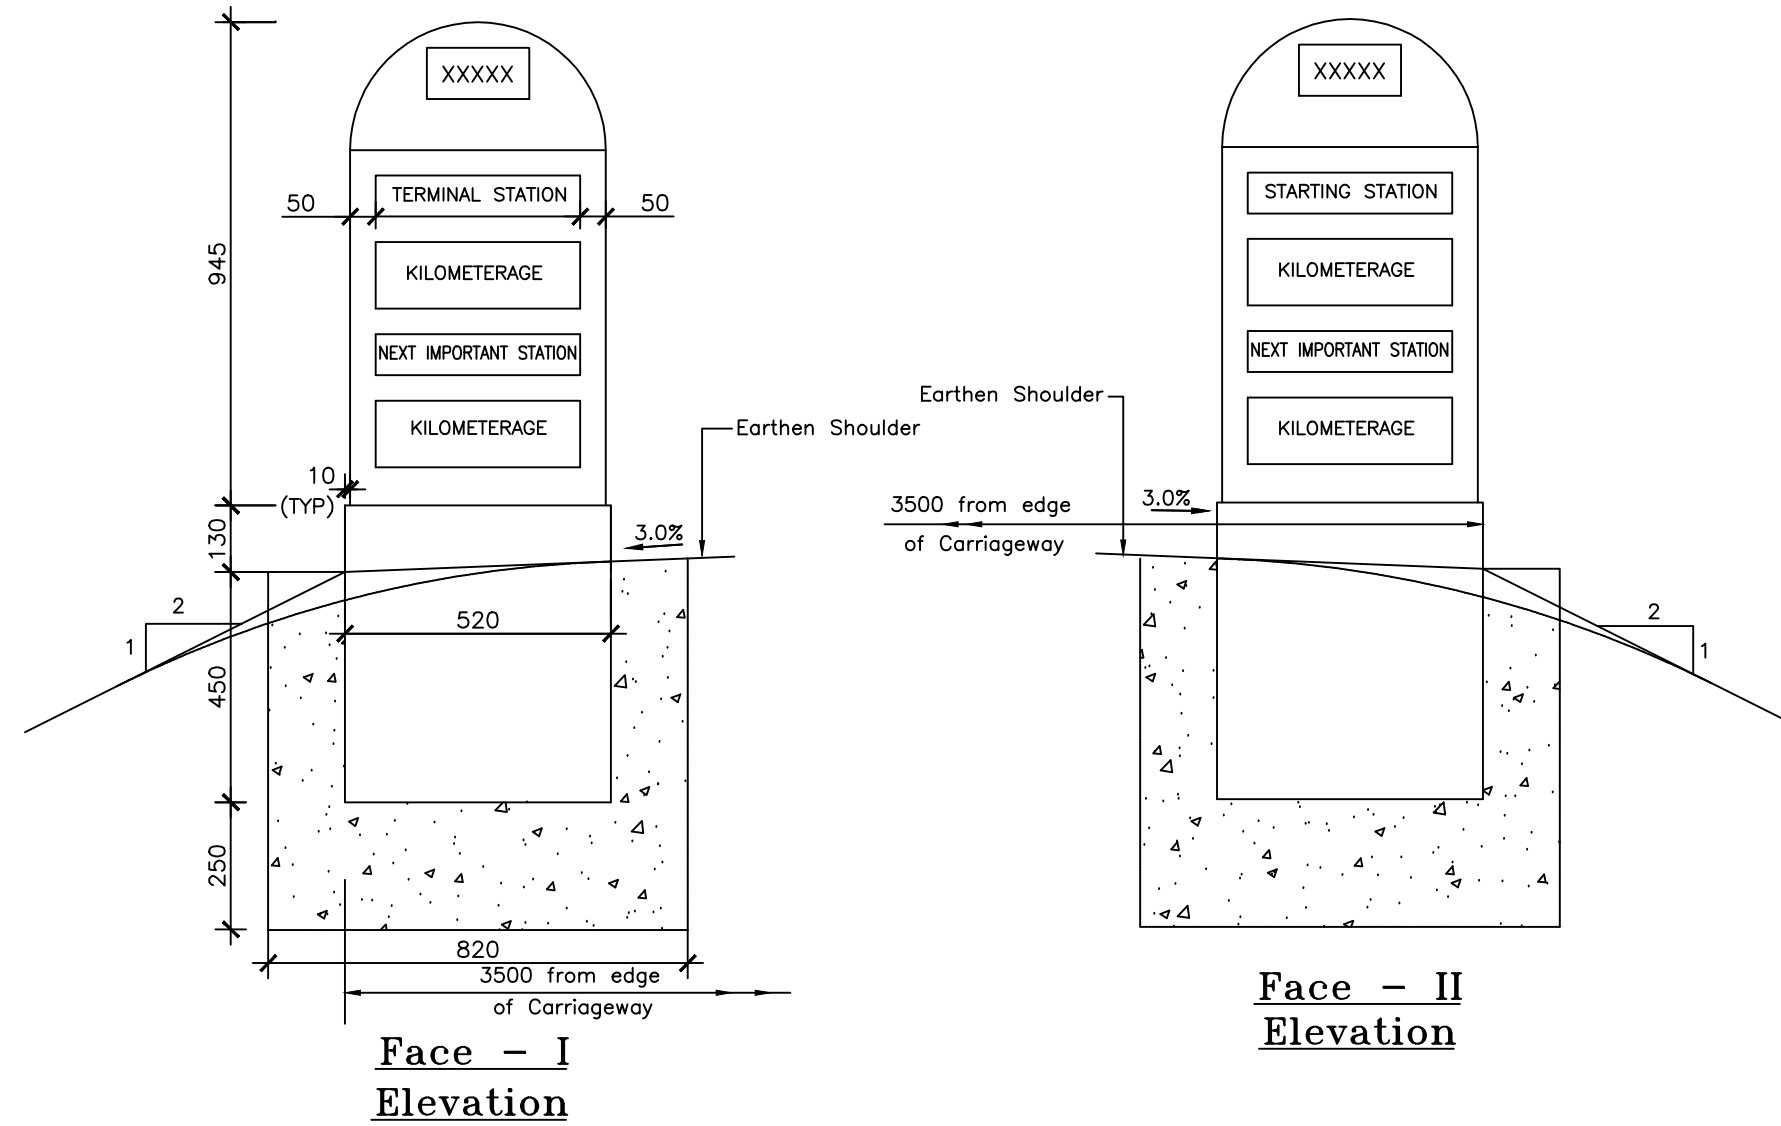 XXXXX
TERMINAL STATION
50
50
945
KILOMETERAGE
NEXT IMPORTANT STATION
KILOMETERAGE
Earthen Shoulder
10
(TYP)
130
3.0%
2
1
520
450
250
820
3500 from edge
of Carriageway
Face - I
Elevation
XXXXX
STARTING STATION
KILOMETERAGE
NEXT IMPORTANT STATION
KILOMETERAGE
Earthen Shoulder
3500 from edge
of Carriageway
3.0%
2
1
Face - II
Elevation